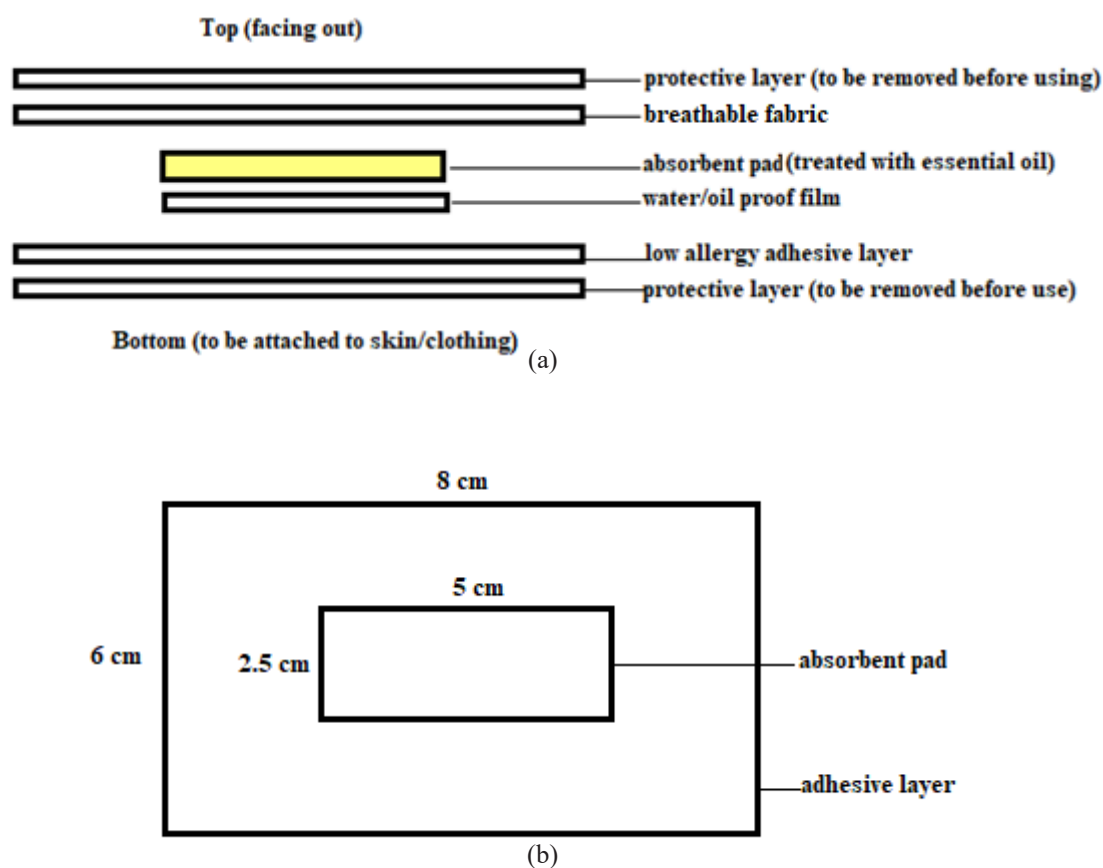 Top (facing out)
protective layer (to be removed before using)
breathable fabric
absorbent pad (treated with essential oil)
water/oil proof film
low allergy adhesive layer
protective layer (to be removed before use)
Bottom (to be attached to skin/clothing)
(a)
8 cm
5 cm
6 cm
2.5 cm
absorbent pad
adhesive layer
(b)